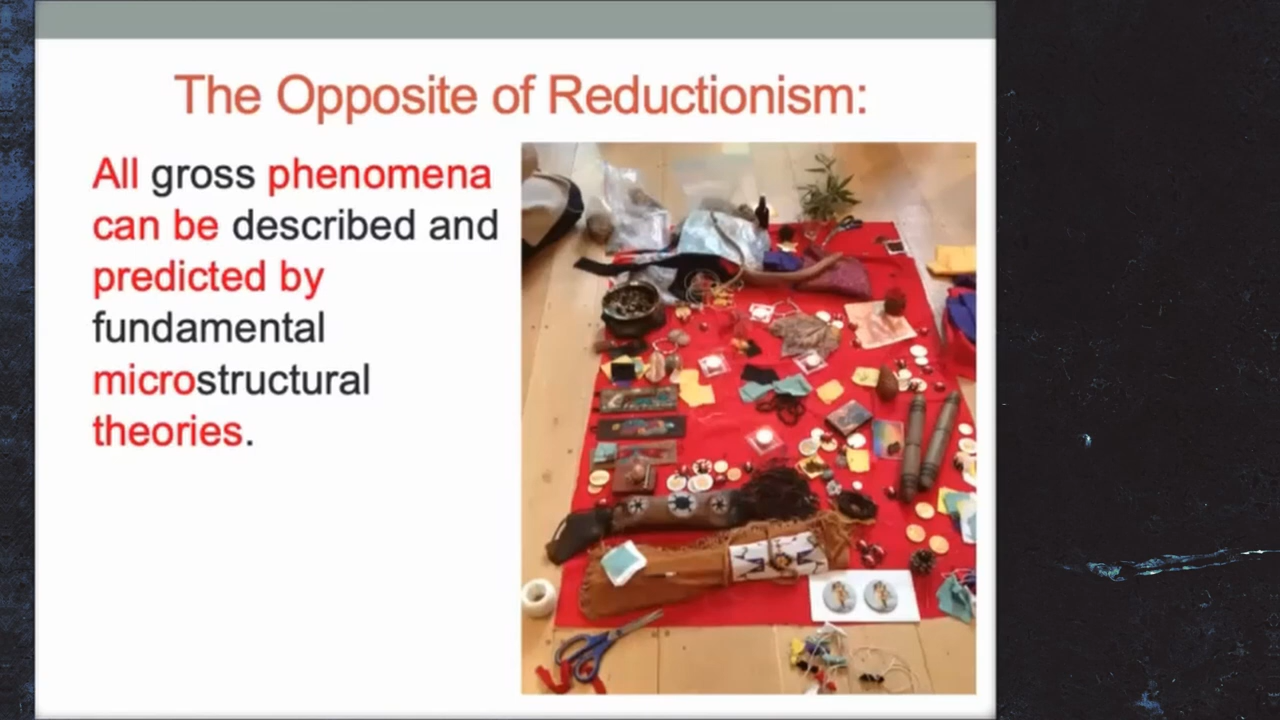 The Opposite of Reductionism:
All gross phenomena
can be described and
predicted by
fundamental
microstructural
theories.